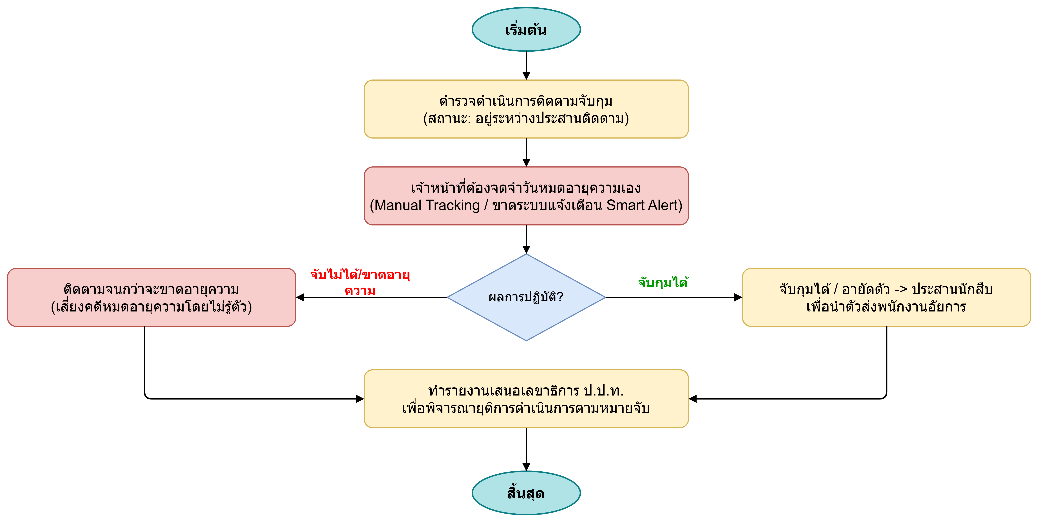 เริ่มต้น
ตำรวจดำเนินการติดตามจับกุม
(สถานะ: อยู่ระหว่างประสานติดตาม)
เจ้าหน้าที่ต้องจดจำวันหมดอายุความเอง
(Manual Tracking / ขาดระบบแจ้งเตือน Smart Alert)
ผลการปฏิบัติ?
จับไม่ได้/ขาดอายุ
ความ
จับกุมได้
ติดตามจนกว่าจะขาดอายุความ
(เสี่ยงคดีหมดอายุความโดยไม่รู้ตัว)
จับกุมได้ / อายัดตัว -> ประสานนักสืบ
เพื่อนำตัวส่งพนักงานอัยการ
ทำรายงานเสนอเลขาธิการ ป.ป.ท.
เพื่อพิจารณายุติการดำเนินการตามหมายจับ
สิ้นสุด